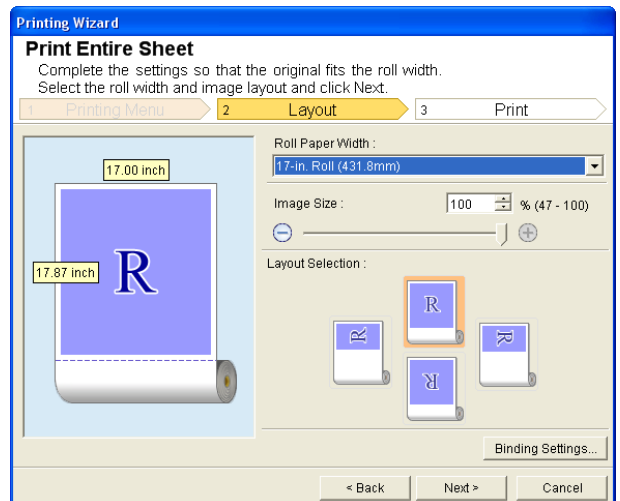 Printing Wizard
Print Entire Sheet
Complete the settings so that the original fits the roll width.
Select the roll width and image layout and click Next.
1 Printing Menu 2 Layout 3 Print
Roll Paper Width :
17-in. Roll (431.8mm)
17.00 inch
Image Size : 100 % (47 - 100)
17.87 inch
R
Layout Selection :
R
R
R
R
Binding Settings...
< Back Next > Cancel